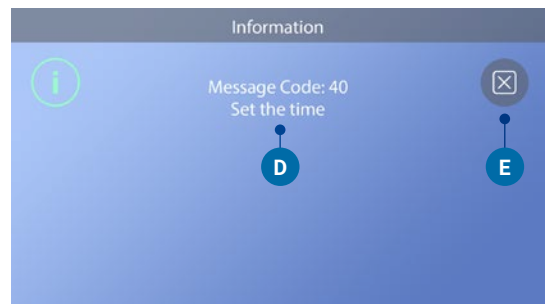 Information
i
Message Code: 40
Set the time
D
E